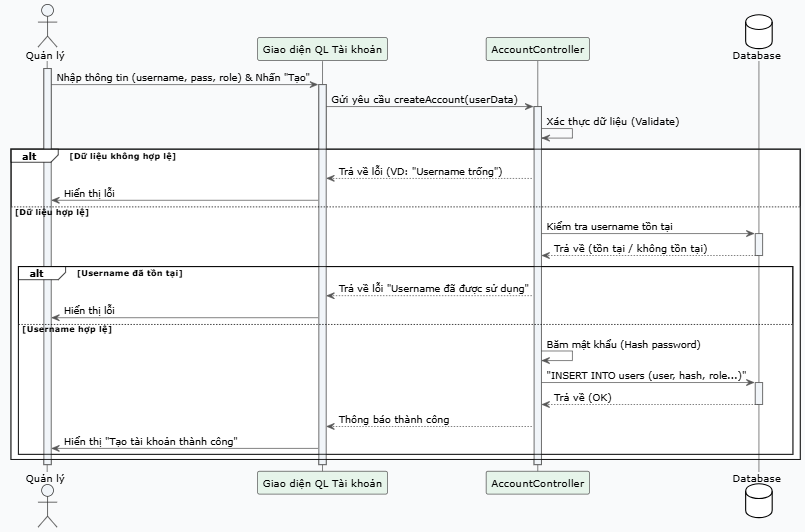 Quản lý
Giao diện QL Tài khoản
AccountController
Database
Nhập thông tin (username, pass, role) & Nhấn "Tạo"
Gửi yêu cầu createAccount(userData)
Xác thực dữ liệu (Validate)
alt [Dữ liệu không hợp lệ]
Trả về lỗi (VD: "Username trống")
Hiển thị lỗi
[Dữ liệu hợp lệ]
Kiểm tra username tồn tại
Trả về (tồn tại / không tồn tại)
alt [Username đã tồn tại]
Trả về lỗi "Username đã được sử dụng"
Hiển thị lỗi
[Username hợp lệ]
Băm mật khẩu (Hash password)
"INSERT INTO users (user, hash, role...)"
Trả về (OK)
Thông báo thành công
Hiển thị "Tạo tài khoản thành công"
Quản lý
Giao diện QL Tài khoản
AccountController
Database